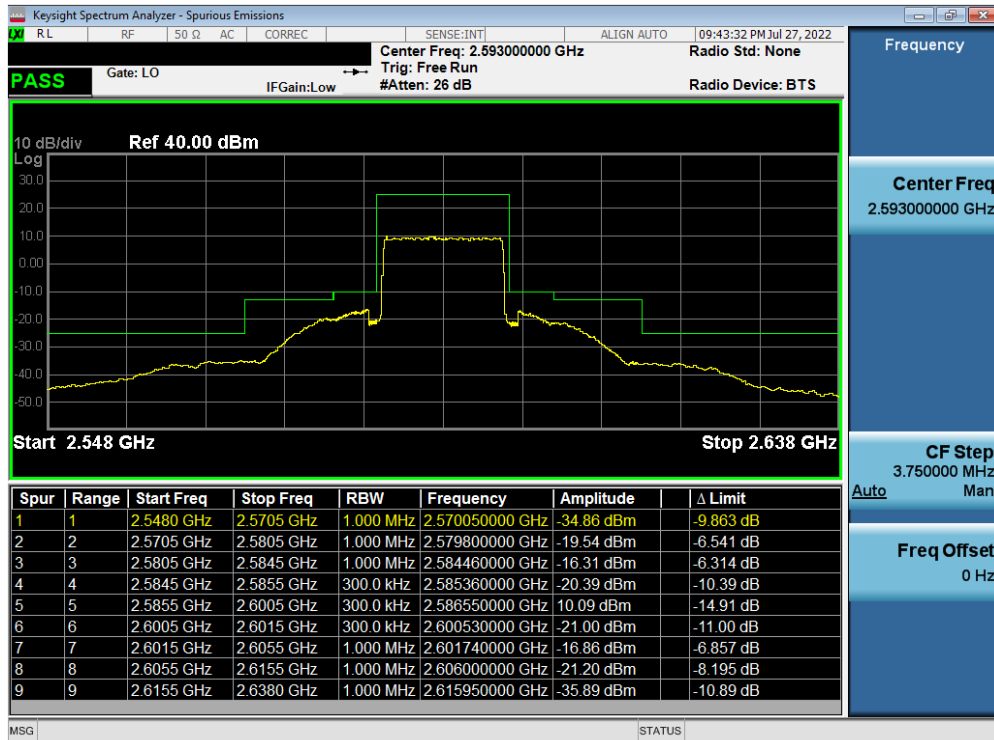 Keysight Spectrum Analyzer - Spurious Emissions
LXI RL RF 50 Ω AC CORREC SENSE:INT ALIGN AUTO 09:43:32 PM Jul 27, 2022
Center Freq: 2.593000000 GHz Radio Std: None
PASS Gate: LO Trig: Free Run
IFGain:Low #Atten: 26 dB Radio Device: BTS
10 dB/div Ref 40.00 dBm
Log
30.0
20.0
10.0
0.00
-10.0
-20.0
-30.0
-40.0
-50.0
Start 2.548 GHz Stop 2.638 GHz
Spur Range Start Freq Stop Freq RBW Frequency Amplitude Δ Limit
1 1 2.5480 GHz 2.5705 GHz 1.000 MHz 2.570050000 GHz -34.86 dBm -9.863 dB
2 2 2.5705 GHz 2.5805 GHz 1.000 MHz 2.579800000 GHz -19.54 dBm -6.541 dB
3 3 2.5805 GHz 2.5845 GHz 1.000 MHz 2.584460000 GHz -16.31 dBm -6.314 dB
4 4 2.5845 GHz 2.5855 GHz 300.0 kHz 2.585360000 GHz -20.39 dBm -10.39 dB
5 5 2.5855 GHz 2.6005 GHz 300.0 kHz 2.586550000 GHz 10.09 dBm -14.91 dB
6 6 2.6005 GHz 2.6015 GHz 300.0 kHz 2.600530000 GHz -21.00 dBm -11.00 dB
7 7 2.6015 GHz 2.6055 GHz 1.000 MHz 2.601740000 GHz -16.86 dBm -6.857 dB
8 8 2.6055 GHz 2.6155 GHz 1.000 MHz 2.606000000 GHz -21.20 dBm -8.195 dB
9 9 2.6155 GHz 2.6380 GHz 1.000 MHz 2.615950000 GHz -35.89 dBm -10.89 dB
MSG STATUS
Frequency
Center Freq
2.593000000 GHz
CF Step
3.750000 MHz
Auto Man
Freq Offset
0 Hz